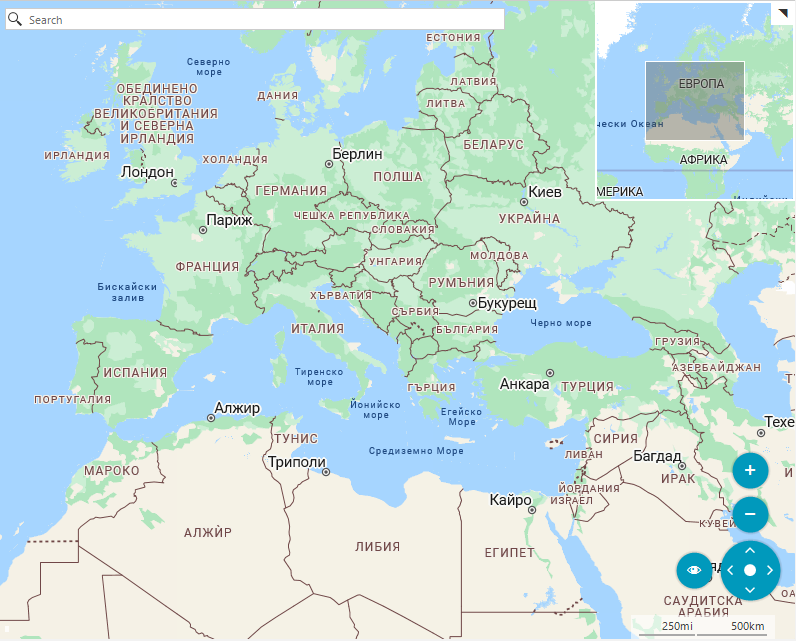 Search
ЕСТОНИЯ
Северно
море
ЛАТВИЯ
ЕВРОПА
ОБЕДИНЕНО
КРАЛСТВО
ВЕЛИКОБРИТАНИЯ
И СЕВЕРНА
ИРЛАНДИЯ
ДАНИЯ
ЛИТВА
чески Океан
БЕЛАРУС
ИРЛАНДИЯ
ХОЛАНДИЯ
Берлин
АФРИКА
Лондон
ПОЛША
ГЕРМАНИЯ
Киев
МЕРИКА
Париж
ЧЕШКА РЕПУБЛИКА
УКРАЙНА
СЛОВАКИЯ
ФРАНЦИЯ
УНГАРИЯ
МОЛДОВА
Бискайски
залив
ХЪРВАТИЯ
РУМЪНИЯ
Букурещ
СЪРБИЯ
ИТАЛИЯ
БЪЛГАРИЯ
Черно море
ГРУЗИЯ
ИСПАНИЯ
Тиренско
море
АЗЕРБАЙДЖАН
ГЪРЦИЯ
Анкара
ТУРЦИЯ
ПОРТУГАЛИЯ
Алжир
Йонийско
море
Егейско
Море
Техе
ТУНИС
СИРИЯ
Средиземно Море
ЛИВАН
Багдад
Триполи
МАРОКО
ИРАК
ЙОРДАНИЯ
Кайро
ИЗРАЕЛ
КУВЕЙ
АЛЖЍР
ЛИБИЯ
ЕГИПЕТ
САУДИТСКА
АРАБИЯ
250mi
500km